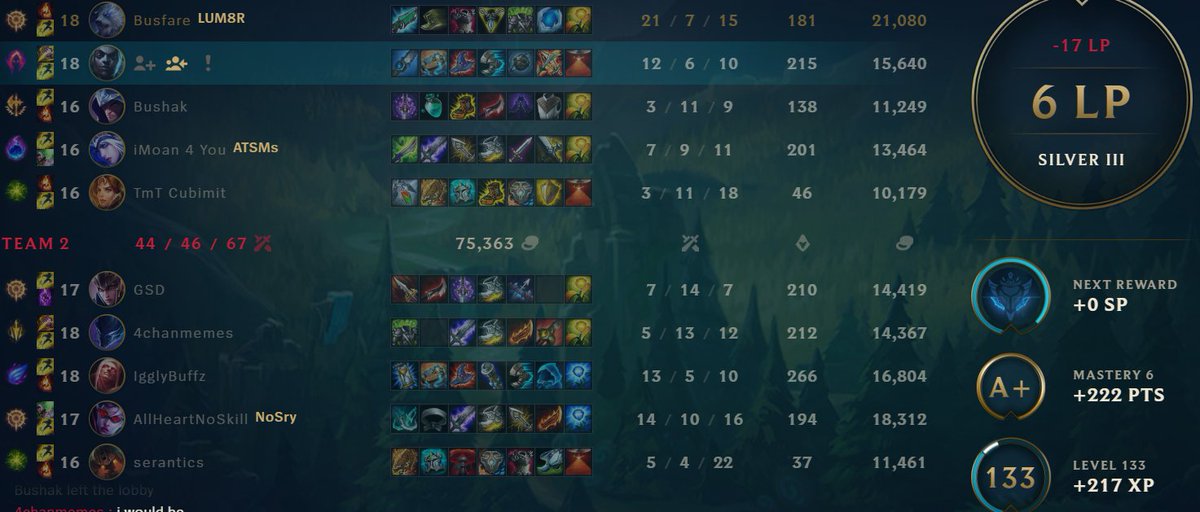 18 Busfare LUM8R 21 / 7 / 15 181 21,080
18 12 / 6 / 10 215 15,640
16 Bushak 3 / 11 / 9 138 11,249
16 iMoan 4 You ATSMs 7 / 9 / 11 201 13,464
16 TmT Cubimit 3 / 11 / 18 46 10,179
TEAM 2 44 / 46 / 67 75,363
17 GSD 7 / 14 / 7 210 14,419
18 4chanmemes 5 / 13 / 12 212 14,367
18 IgglyBuffz 13 / 5 / 10 266 16,804
17 AllHeartNoSkill NoSry 14 / 10 / 16 194 18,312
16 serantics 5 / 4 / 22 37 11,461
Bushak left the lobby
4chanmemes : i would be
-17 LP
6 LP
SILVER III
NEXT REWARD
+0 SP
A+
MASTERY 6
+222 PTS
133
LEVEL 133
+217 XP